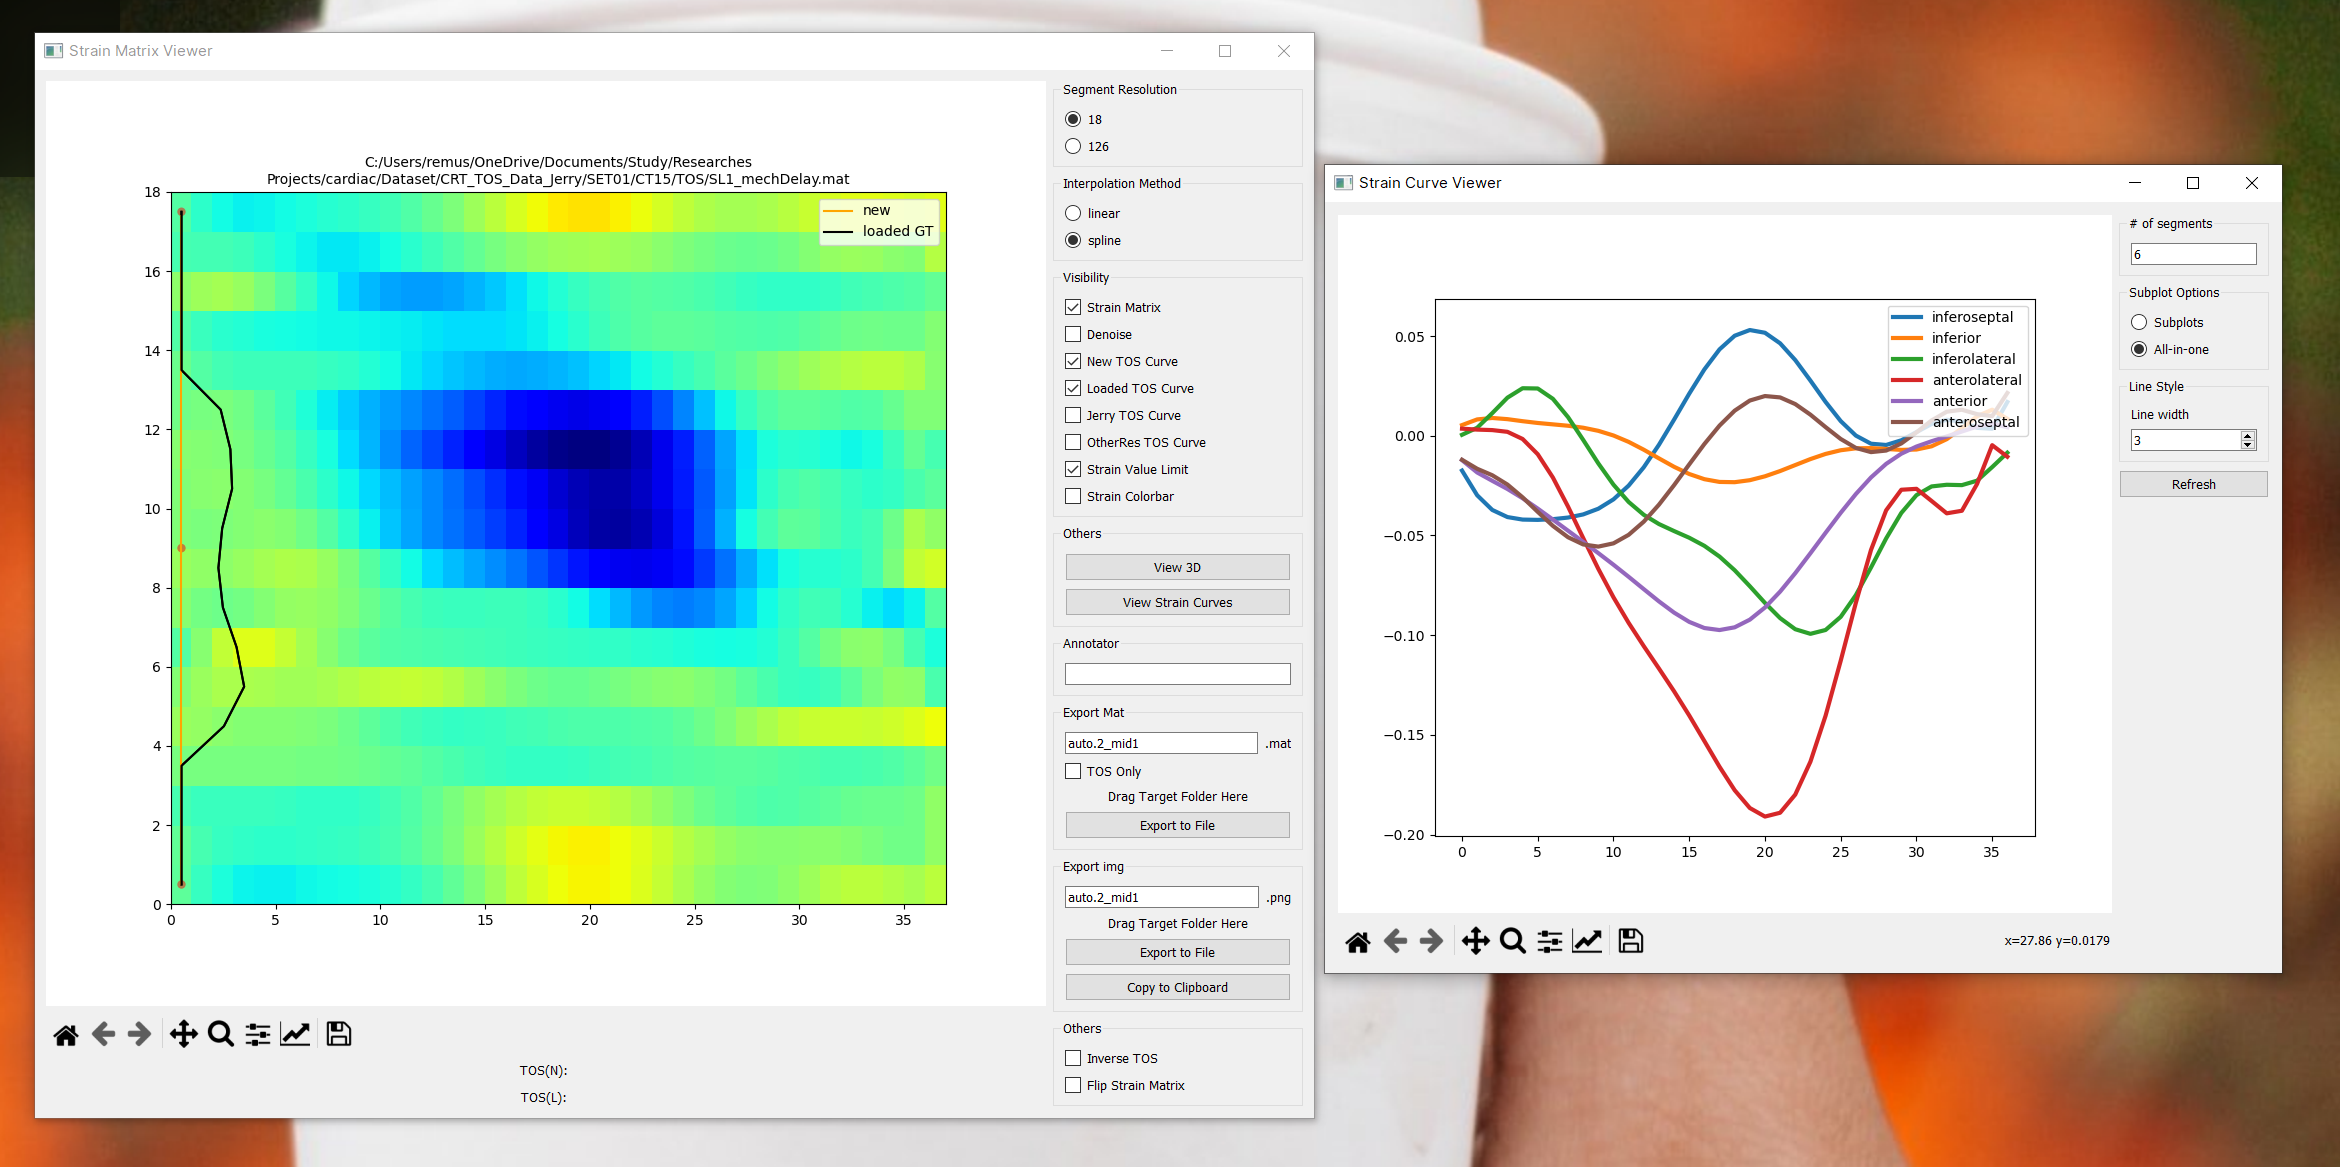 Strain Matrix Viewer
C:/Users/remus/OneDrive/Documents/Study/Researches
Projects/cardiac/Dataset/CRT_TOS_Data_Jerry/SET01/CT15/TOS/SL1_mechDelay.mat
new
loaded GT
18
16
14
12
10
8
6
4
2
0
0 5 10 15 20 25 30 35
TOS(N):
TOS(L):
Segment Resolution
18
126
Interpolation Method
linear
spline
Visibility
Strain Matrix
Denoise
New TOS Curve
Loaded TOS Curve
Jerry TOS Curve
OtherRes TOS Curve
Strain Value Limit
Strain Colorbar
Others
View 3D
View Strain Curves
Annotator
Export Mat
auto.2_mid1 .mat
TOS Only
Drag Target Folder Here
Export to File
Export img
auto.2_mid1 .png
Drag Target Folder Here
Export to File
Copy to Clipboard
Others
Inverse TOS
Flip Strain Matrix
Strain Curve Viewer
inferoseptal
inferior
inferolateral
anterolateral
anterior
anteroseptal
0.05
0.00
−0.05
−0.10
−0.15
−0.20
0 5 10 15 20 25 30 35
x=27.86 y=0.0179
# of segments
6
Subplot Options
Subplots
All-in-one
Line Style
Line width
3
Refresh